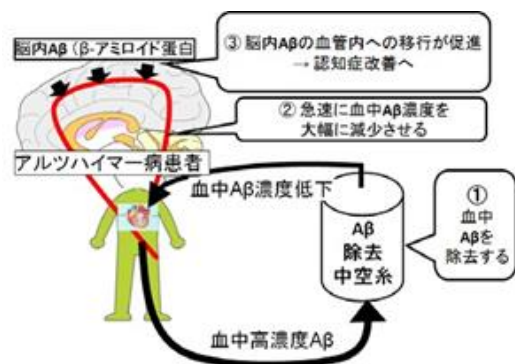 脳内Aβ（β-アミロイド蛋白
③ 脳内Aβの血管内への移行が促進
→ 認知症改善へ
② 急速に血中Aβ濃度を
大幅に減少させる
アルツハイマー病患者
血中Aβ濃度低下
Aβ
除去
中空糸
①
血中
Aβを
除去する
血中高濃度Aβ